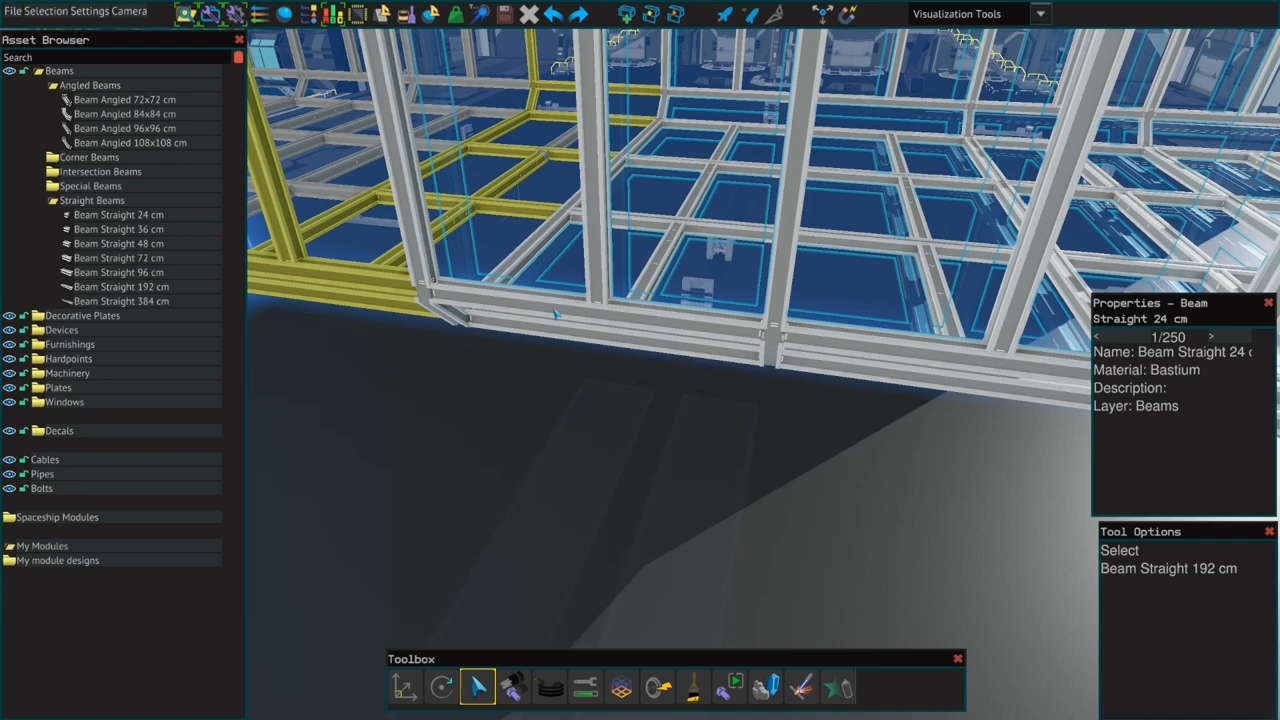 File Selection Settings Camera
Visualization Tools
Asset Browser
Search
Beams
Angled Beams
Beam Angled 72x72 cm
Beam Angled 84x84 cm
Beam Angled 96x96 cm
Beam Angled 108x108 cm
Corner Beams
Intersection Beams
Special Beams
Straight Beams
Beam Straight 24 cm
Beam Straight 36 cm
Beam Straight 48 cm
Beam Straight 72 cm
Beam Straight 96 cm
Beam Straight 192 cm
Beam Straight 384 cm
Decorative Plates
Devices
Furnishings
Hardpoints
Machinery
Plates
Windows
Decals
Cables
Pipes
Bolts
Spaceship Modules
My Modules
My module designs
Properties - Beam
Straight 24 cm
< 1/250 >
Name: Beam Straight 24 c
Material: Bastium
Description:
Layer: Beams
Tool Options
Select
Beam Straight 192 cm
Toolbox